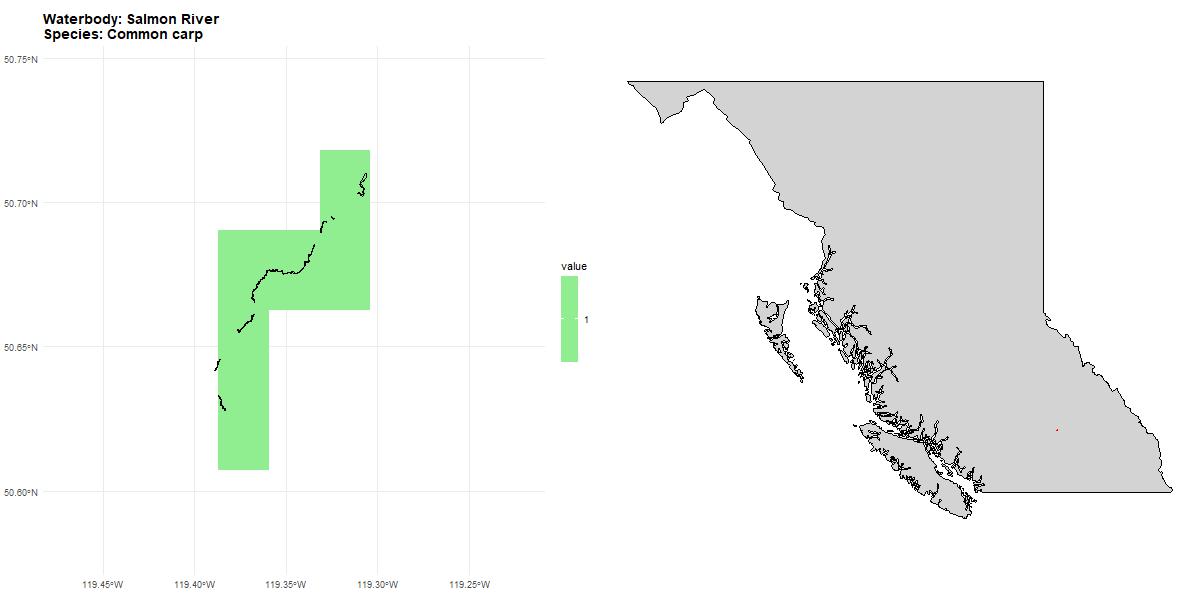 Waterbody: Salmon River
Species: Common carp
50.75°N
50.70°N
50.65°N
50.60°N
119.45°W
119.40°W
119.35°W
119.30°W
119.25°W
value
1